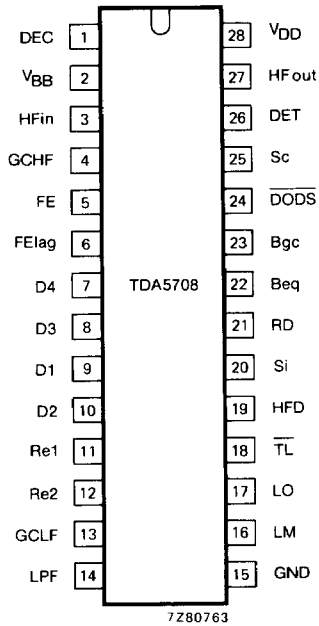 DEC 1 28 VDD
VBB 2 27 HFout
HFin 3 26 DET
GCHF 4 25 Sc
FE 5 24 DODS
FElag 6 23 Bgc
D4 7 TDA5708 22 Beq
D3 8 21 RD
D1 9 20 Si
D2 10 19 HFD
Re1 11 18 TL
Re2 12 17 LO
GCLF 13 16 LM
LPF 14 15 GND
7Z80763